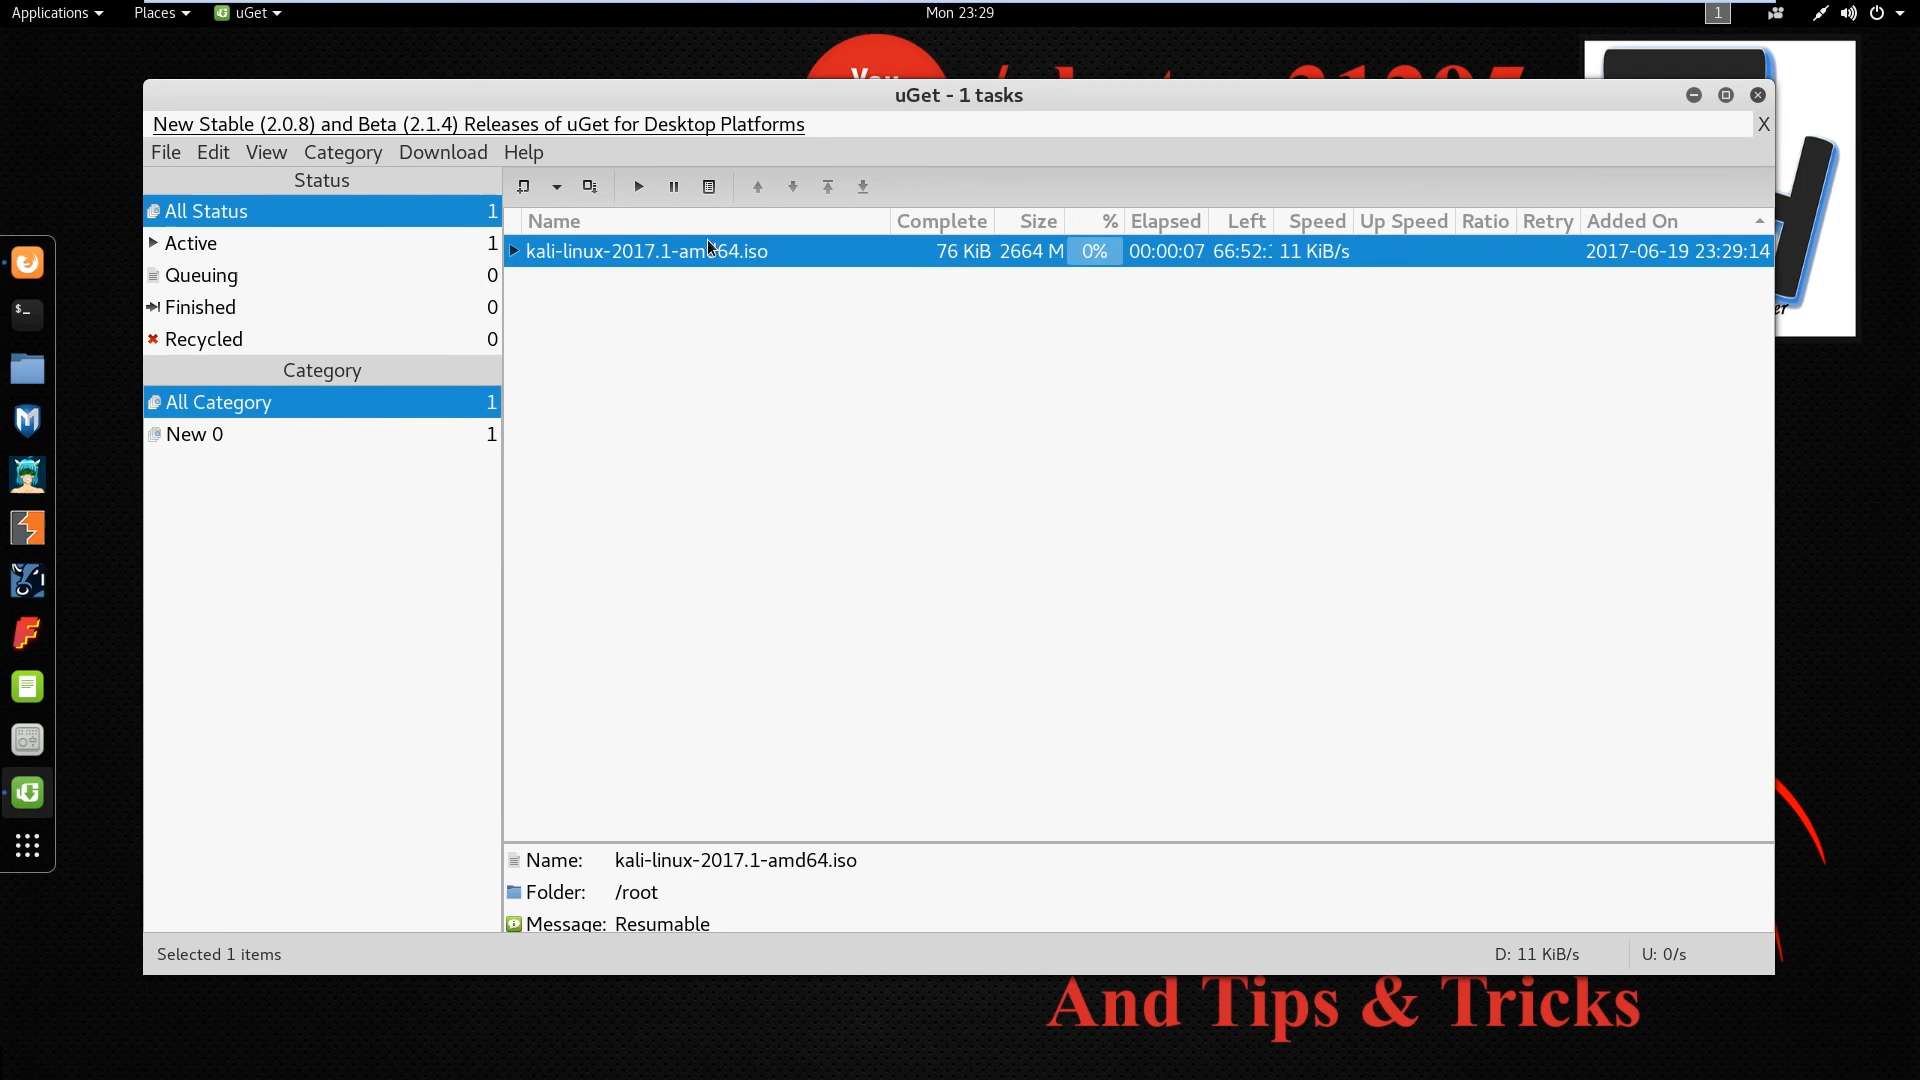 Applications Places uGet Mon 23:29 1
You
uGet - 1 tasks
New Stable (2.0.8) and Beta (2.1.4) Releases of uGet for Desktop Platforms X
File Edit View Category Download Help
Status
All Status 1
Active 1
Queuing 0
Finished 0
Recycled 0
Category
All Category 1
New 0 1
Name Complete Size % Elapsed Left Speed Up Speed Ratio Retry Added On
kali-linux-2017.1-amd64.iso 76 KiB 2664 M 0% 00:00:07 66:52: 11 KiB/s 2017-06-19 23:29:14
er
Name: kali-linux-2017.1-amd64.iso
Folder: /root
Message: Resumable
Selected 1 items D: 11 KiB/s U: 0/s
And Tips & Tricks